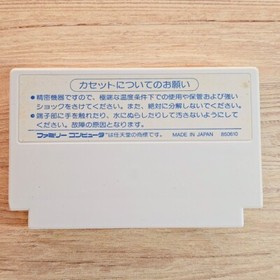 カセットについてのお願い
●精密機器ですので、極端な温度条件下での使用や保管および強い
ショックをさけてください。また、絶対に分解しないでください。
●端子部に手を触れたり、水にぬらしたりして汚さないようにして
ください。故障の原因となります。
ファミリーコンピュータは任天堂の商標です。 MADE IN JAPAN